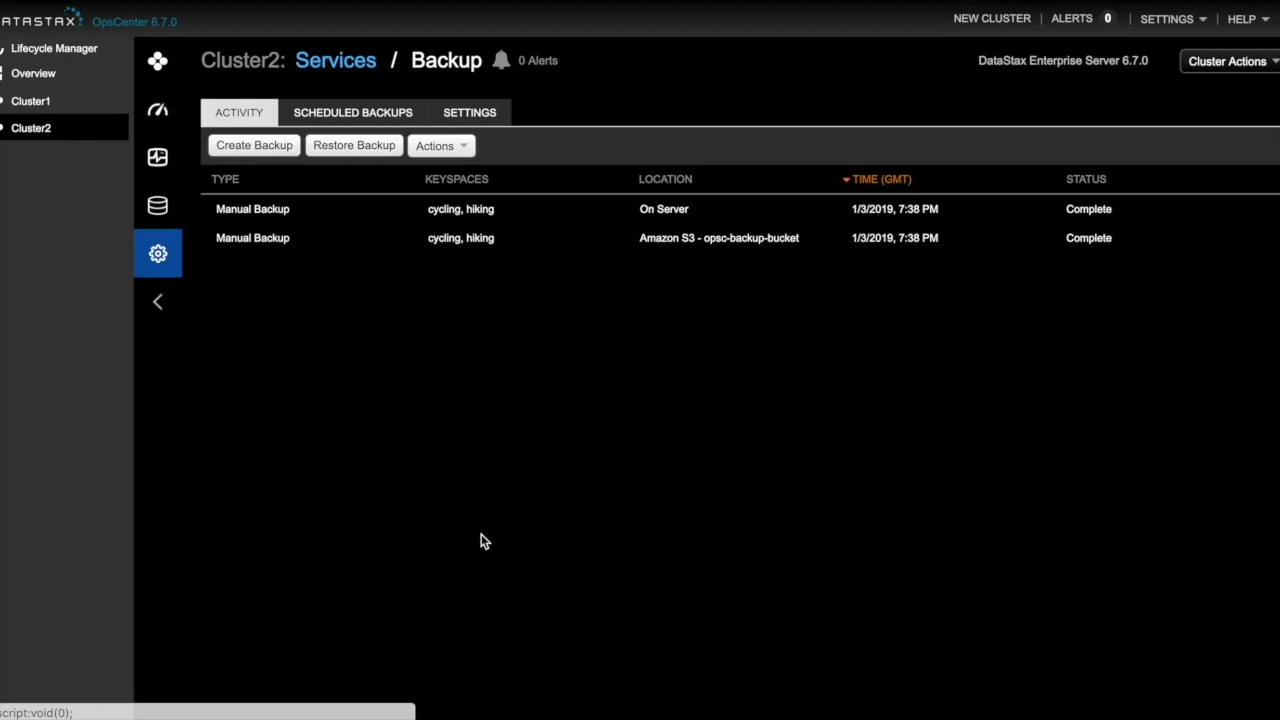 ATASTAX OpsCenter 6.7.0
NEW CLUSTER | ALERTS 0 | SETTINGS | HELP
Lifecycle Manager
Overview
Cluster1
Cluster2
Cluster2: Services / Backup 0 Alerts
DataStax Enterprise Server 6.7.0
Cluster Actions
ACTIVITY SCHEDULED BACKUPS SETTINGS
Create Backup Restore Backup Actions
TYPE KEYSPACES LOCATION TIME (GMT) STATUS
Manual Backup cycling, hiking On Server 1/3/2019, 7:38 PM Complete
Manual Backup cycling, hiking Amazon S3 - opsc-backup-bucket 1/3/2019, 7:38 PM Complete
script:void(0);